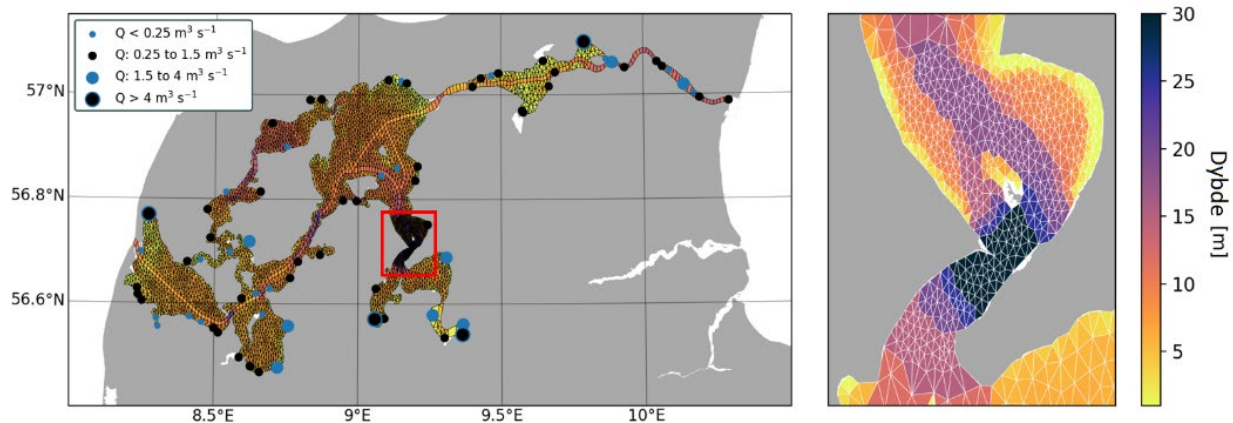 Q < 0.25 m³ s⁻¹
Q: 0.25 to 1.5 m³ s⁻¹
Q: 1.5 to 4 m³ s⁻¹
Q > 4 m³ s⁻¹
57°N
56.8°N
56.6°N
8.5°E
9°E
9.5°E
10°E
30
25
20
15
10
5
Dybde [m]